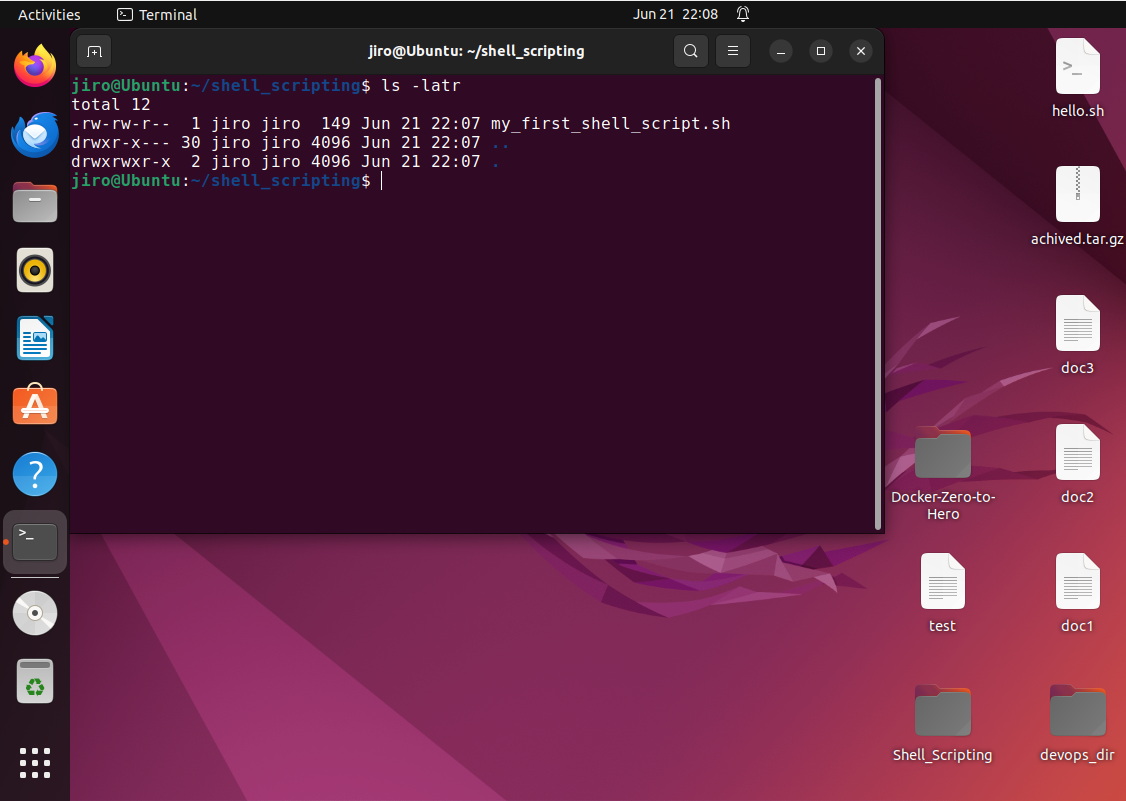 Activities
Terminal
Jun 21 22:08
jiro@Ubuntu: ~/shell_scripting
jiro@Ubuntu:~/shell_scripting$ ls -latr
total 12
-rw-rw-r--  1 jiro jiro  149 Jun 21 22:07 my_first_shell_script.sh
drwxr-x--- 30 jiro jiro 4096 Jun 21 22:07 ..
drwxrwxr-x  2 jiro jiro 4096 Jun 21 22:07 .
jiro@Ubuntu:~/shell_scripting$
hello.sh
achived.tar.gz
doc3
Docker-Zero-to-
Hero
doc2
test
doc1
Shell_Scripting
devops_dir